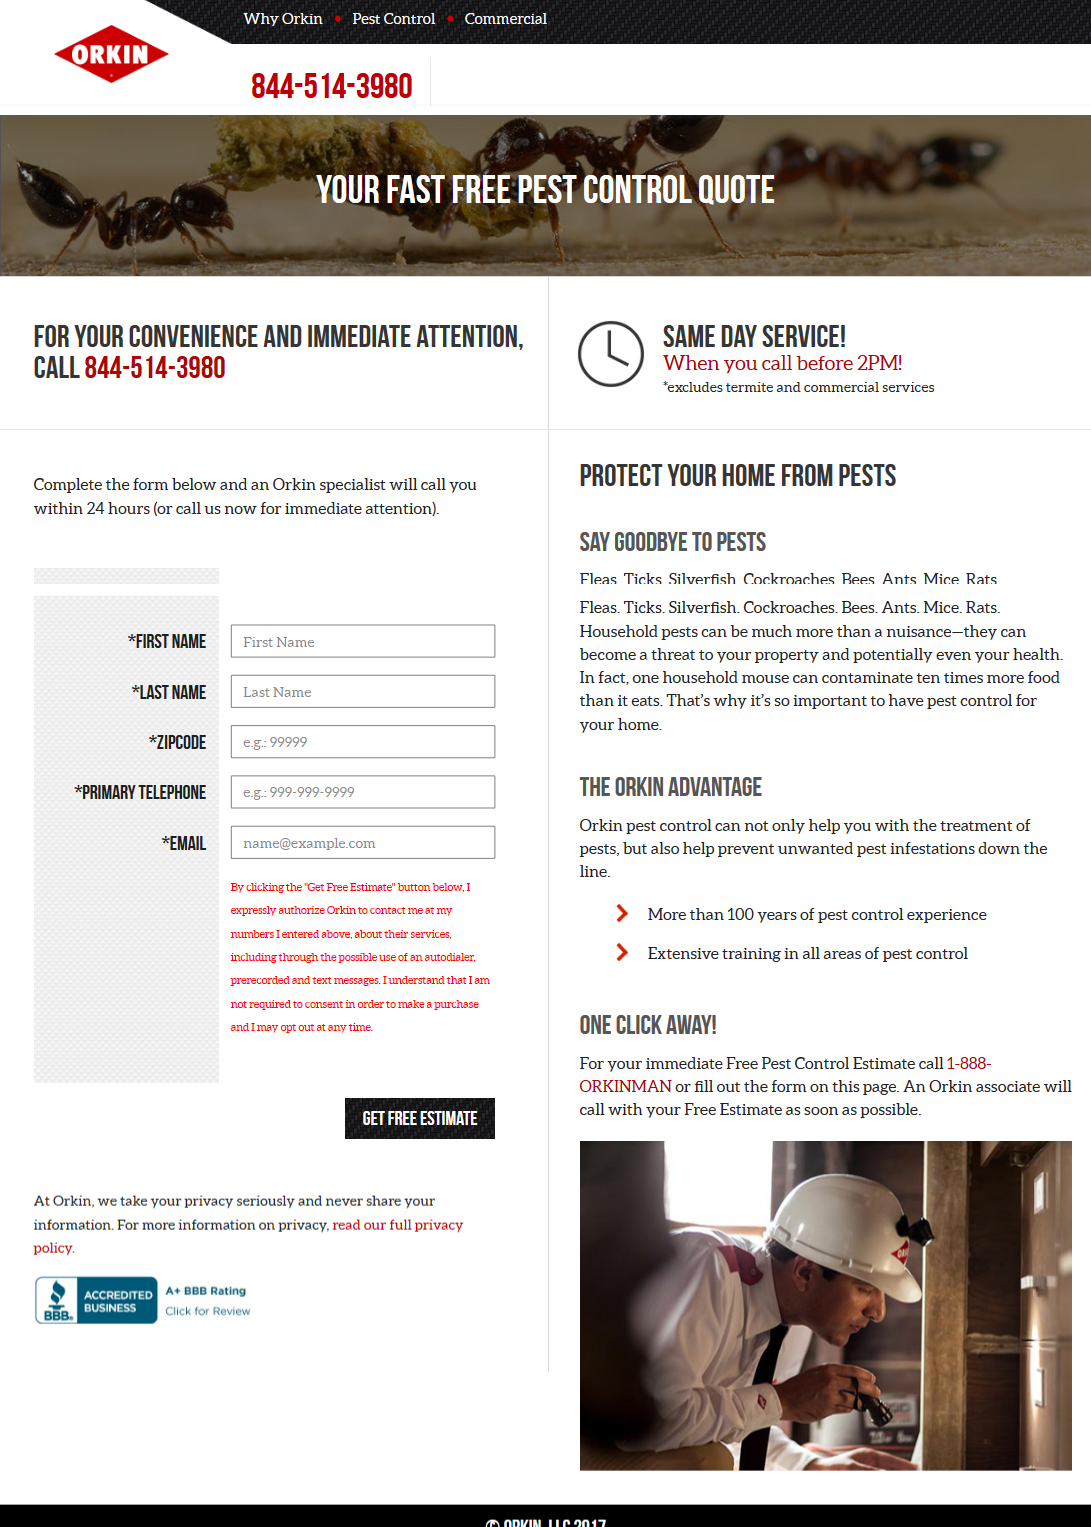 Why Orkin • Pest Control • Commercial
ORKIN
844-514-3980
YOUR FAST FREE PEST CONTROL QUOTE
FOR YOUR CONVENIENCE AND IMMEDIATE ATTENTION,
CALL 844-514-3980
SAME DAY SERVICE!
When you call before 2PM!
*excludes termite and commercial services
Complete the form below and an Orkin specialist will call you
within 24 hours (or call us now for immediate attention).
*FIRST NAME
First Name
*LAST NAME
Last Name
*ZIPCODE
e.g.: 99999
*PRIMARY TELEPHONE
e.g.: 999-999-9999
*EMAIL
name@example.com
By clicking the "Get Free Estimate" button below, I
expressly authorize Orkin to contact me at my
numbers I entered above, about their services,
including through the possible use of an autodialer,
prerecorded and text messages. I understand that I am
not required to consent in order to make a purchase
and I may opt out at any time.
GET FREE ESTIMATE
At Orkin, we take your privacy seriously and never share your
information. For more information on privacy, read our full privacy
policy.
BBB.
ACCREDITED
BUSINESS
A+ BBB Rating
Click for Review
PROTECT YOUR HOME FROM PESTS
SAY GOODBYE TO PESTS
Fleas Ticks Silverfish Cockroaches Bees Ants Mice Rats
Fleas. Ticks. Silverfish. Cockroaches. Bees. Ants. Mice. Rats.
Household pests can be much more than a nuisance—they can
become a threat to your property and potentially even your health.
In fact, one household mouse can contaminate ten times more food
than it eats. That’s why it’s so important to have pest control for
your home.
THE ORKIN ADVANTAGE
Orkin pest control can not only help you with the treatment of
pests, but also help prevent unwanted pest infestations down the
line.
More than 100 years of pest control experience
Extensive training in all areas of pest control
ONE CLICK AWAY!
For your immediate Free Pest Control Estimate call 1-888-
ORKINMAN or fill out the form on this page. An Orkin associate will
call with your Free Estimate as soon as possible.
© ORKIN, LLC 2017